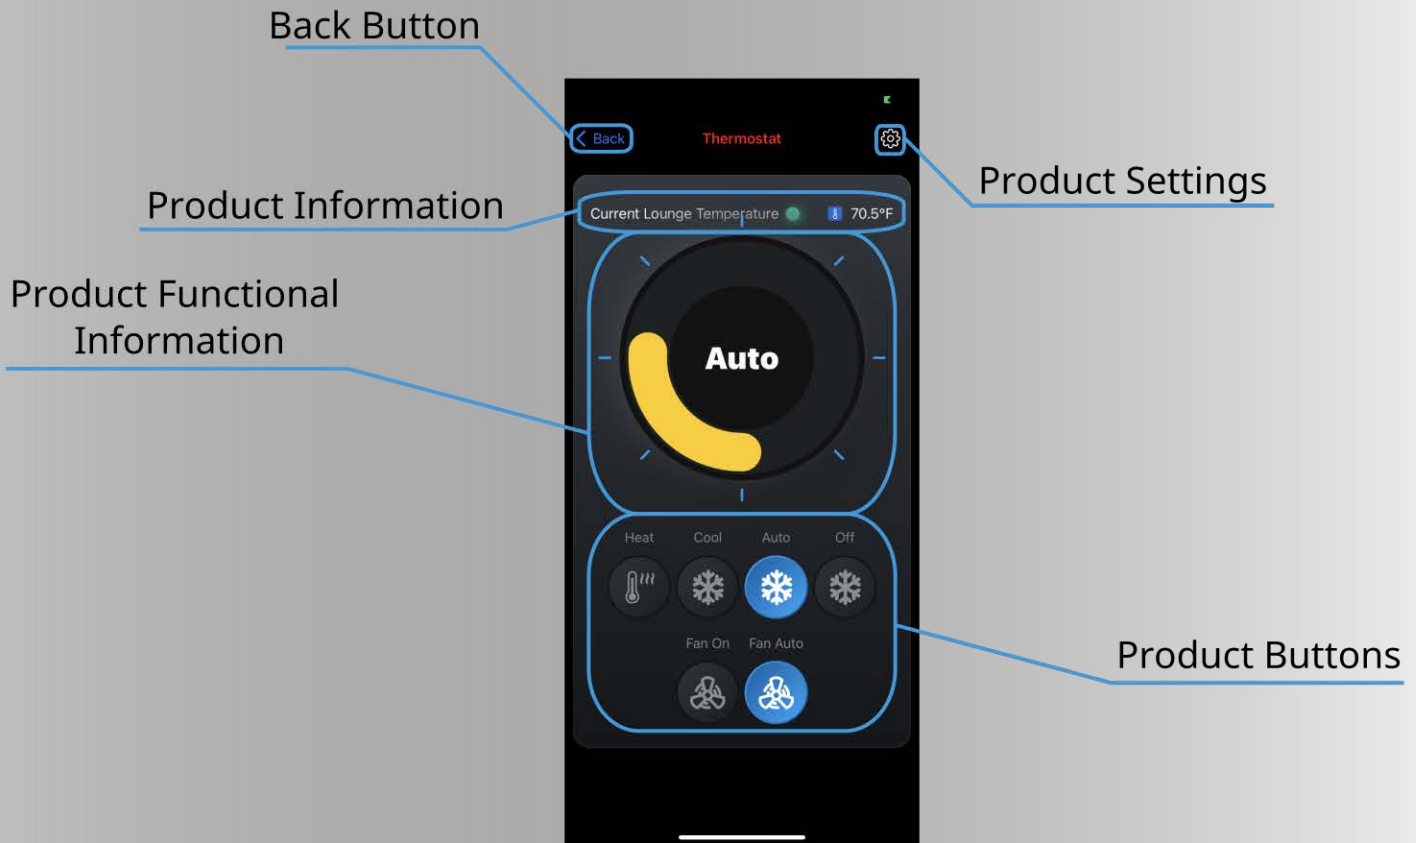 Back Button
Back
Thermostat
Product Settings
Product Information
Current Lounge Temperature
70.5°F
Product Functional
Information
Auto
Heat
Cool
Auto
Off
Fan On
Fan Auto
Product Buttons